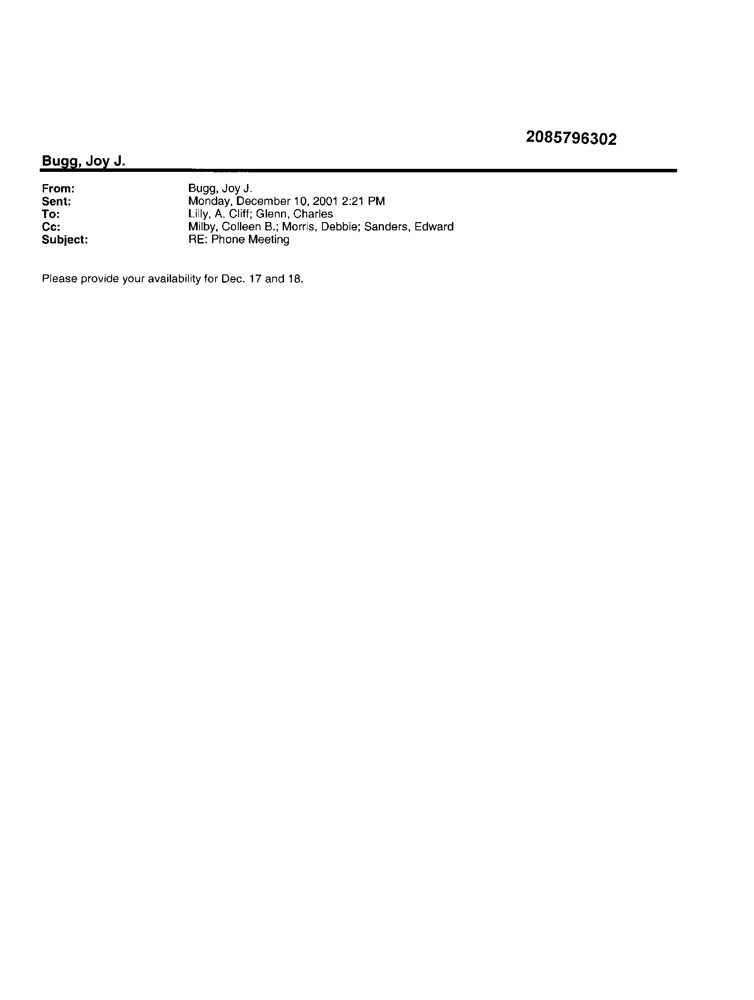 2085796302
Bugg, Joy J.
From: Bugg, Joy J.
Sent: Monday, December 10, 2001 2:21 PM
To: Lilly, A. Cliff; Glenn, Charles
Cc: Milby, Colleen B.; Morris, Debbie; Sanders, Edward
Subject: RE: Phone Meeting
Please provide your availability for Dec. 17 and 18.